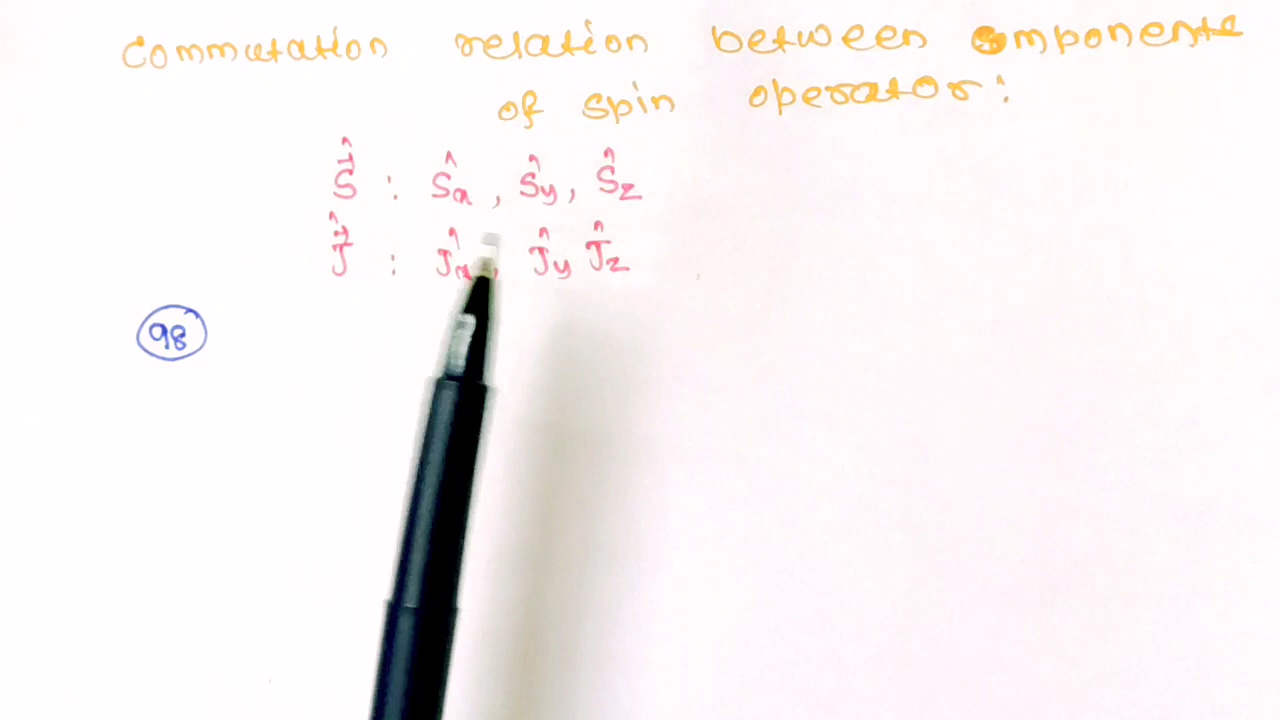 Commutation relation between components
of spin operator:
Ŝ⃗ : Ŝx , Ŝy, Ŝz
Ĵ⃗ : Ĵx, Ĵy Ĵz
98